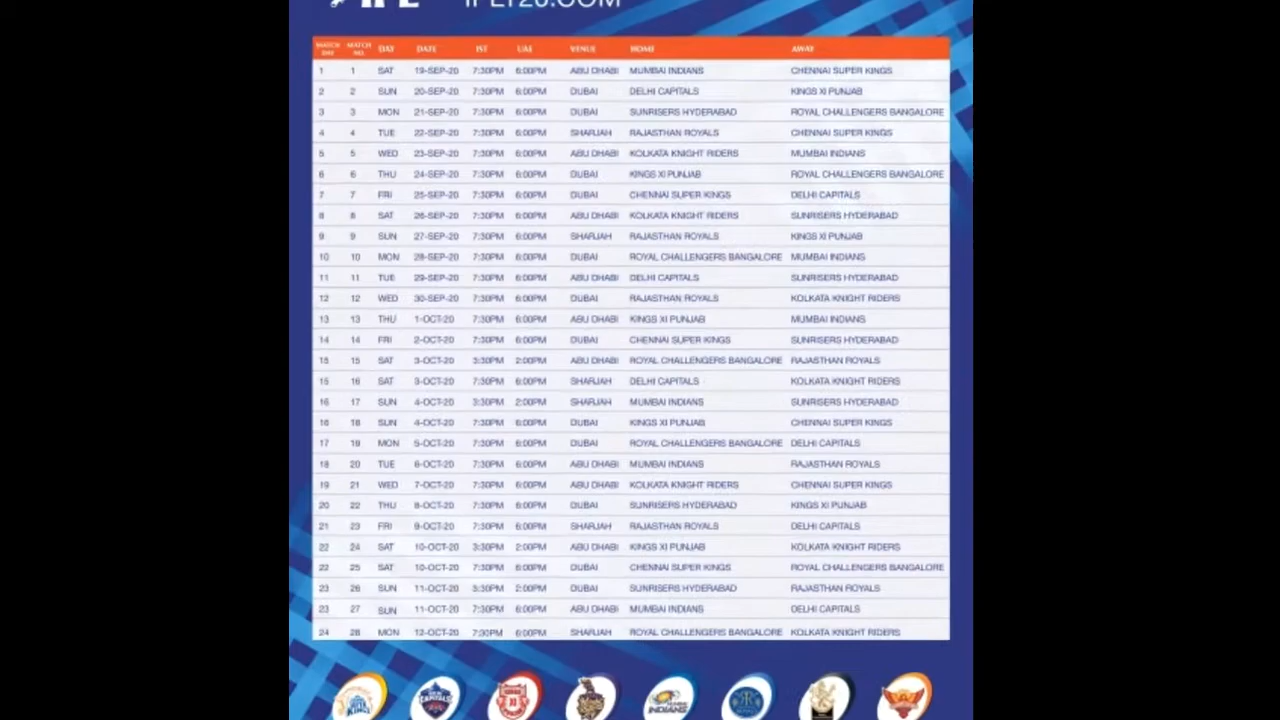 IPL IPLT20.COM
MATCH DAY MATCH NO. DAY DATE IST UAE VENUE HOME AWAY
1 1 SAT 19-SEP-20 7:30PM 6:00PM ABU DHABI MUMBAI INDIANS CHENNAI SUPER KINGS
2 2 SUN 20-SEP-20 7:30PM 6:00PM DUBAI DELHI CAPITALS KINGS XI PUNJAB
3 3 MON 21-SEP-20 7:30PM 6:00PM DUBAI SUNRISERS HYDERABAD ROYAL CHALLENGERS BANGALORE
4 4 TUE 22-SEP-20 7:30PM 6:00PM SHARJAH RAJASTHAN ROYALS CHENNAI SUPER KINGS
5 5 WED 23-SEP-20 7:30PM 6:00PM ABU DHABI KOLKATA KNIGHT RIDERS MUMBAI INDIANS
6 6 THU 24-SEP-20 7:30PM 6:00PM DUBAI KINGS XI PUNJAB ROYAL CHALLENGERS BANGALORE
7 7 FRI 25-SEP-20 7:30PM 6:00PM DUBAI CHENNAI SUPER KINGS DELHI CAPITALS
8 8 SAT 26-SEP-20 7:30PM 6:00PM ABU DHABI KOLKATA KNIGHT RIDERS SUNRISERS HYDERABAD
9 9 SUN 27-SEP-20 7:30PM 6:00PM SHARJAH RAJASTHAN ROYALS KINGS XI PUNJAB
10 10 MON 28-SEP-20 7:30PM 6:00PM DUBAI ROYAL CHALLENGERS BANGALORE MUMBAI INDIANS
11 11 TUE 29-SEP-20 7:30PM 6:00PM ABU DHABI DELHI CAPITALS SUNRISERS HYDERABAD
12 12 WED 30-SEP-20 7:30PM 6:00PM DUBAI RAJASTHAN ROYALS KOLKATA KNIGHT RIDERS
13 13 THU 1-OCT-20 7:30PM 6:00PM ABU DHABI KINGS XI PUNJAB MUMBAI INDIANS
14 14 FRI 2-OCT-20 7:30PM 6:00PM DUBAI CHENNAI SUPER KINGS SUNRISERS HYDERABAD
15 15 SAT 3-OCT-20 3:30PM 2:00PM ABU DHABI ROYAL CHALLENGERS BANGALORE RAJASTHAN ROYALS
15 16 SAT 3-OCT-20 7:30PM 6:00PM SHARJAH DELHI CAPITALS KOLKATA KNIGHT RIDERS
16 17 SUN 4-OCT-20 3:30PM 2:00PM SHARJAH MUMBAI INDIANS SUNRISERS HYDERABAD
16 18 SUN 4-OCT-20 7:30PM 6:00PM DUBAI KINGS XI PUNJAB CHENNAI SUPER KINGS
17 19 MON 5-OCT-20 7:30PM 6:00PM DUBAI ROYAL CHALLENGERS BANGALORE DELHI CAPITALS
18 20 TUE 6-OCT-20 7:30PM 6:00PM ABU DHABI MUMBAI INDIANS RAJASTHAN ROYALS
19 21 WED 7-OCT-20 7:30PM 6:00PM ABU DHABI KOLKATA KNIGHT RIDERS CHENNAI SUPER KINGS
20 22 THU 8-OCT-20 7:30PM 6:00PM DUBAI SUNRISERS HYDERABAD KINGS XI PUNJAB
21 23 FRI 9-OCT-20 7:30PM 6:00PM SHARJAH RAJASTHAN ROYALS DELHI CAPITALS
22 24 SAT 10-OCT-20 3:30PM 2:00PM ABU DHABI KINGS XI PUNJAB KOLKATA KNIGHT RIDERS
22 25 SAT 10-OCT-20 7:30PM 6:00PM DUBAI CHENNAI SUPER KINGS ROYAL CHALLENGERS BANGALORE
23 26 SUN 11-OCT-20 3:30PM 2:00PM DUBAI SUNRISERS HYDERABAD RAJASTHAN ROYALS
23 27 SUN 11-OCT-20 7:30PM 6:00PM ABU DHABI MUMBAI INDIANS DELHI CAPITALS
24 28 MON 12-OCT-20 7:30PM 6:00PM SHARJAH ROYAL CHALLENGERS BANGALORE KOLKATA KNIGHT RIDERS
KINGS CAPITALS INDIANS